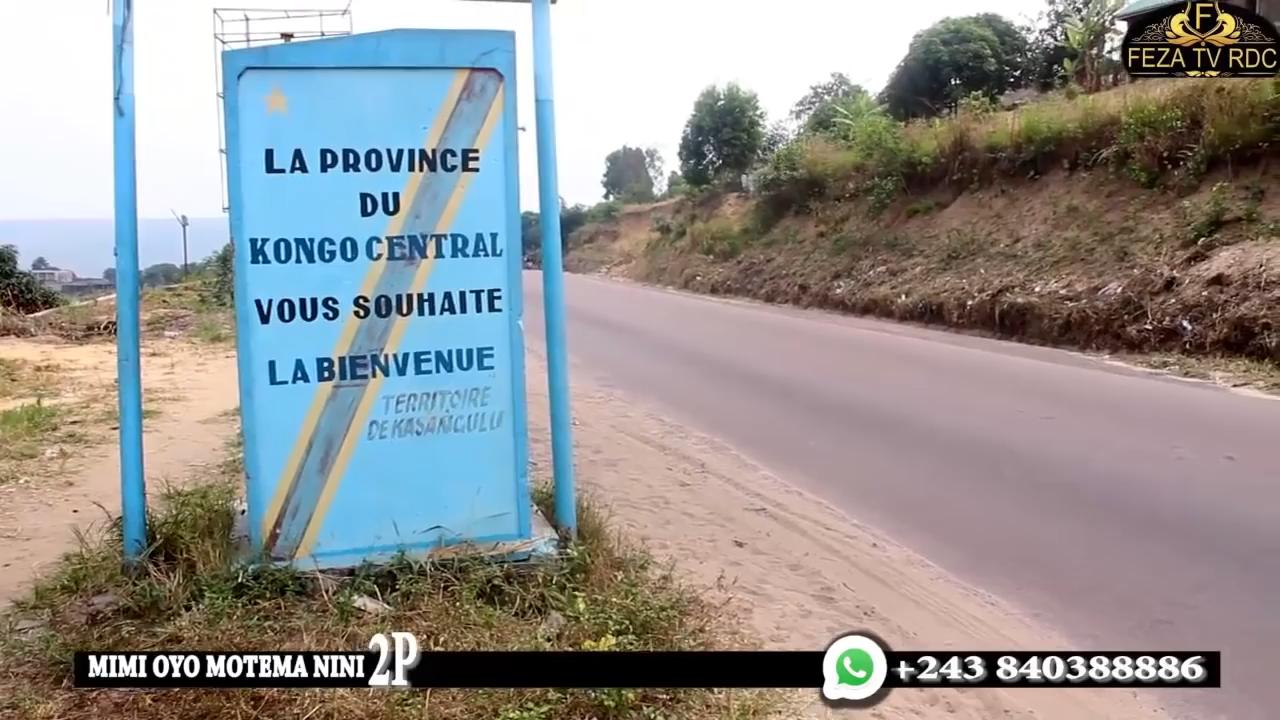 F
FEZA TV RDC
LA PROVINCE
DU
KONGO CENTRAL
VOUS SOUHAITE
LA BIENVENUE
TERRITOIRE
DE KASANGULU
MIMI OYO MOTEMA NINI 2P
+243 840388886